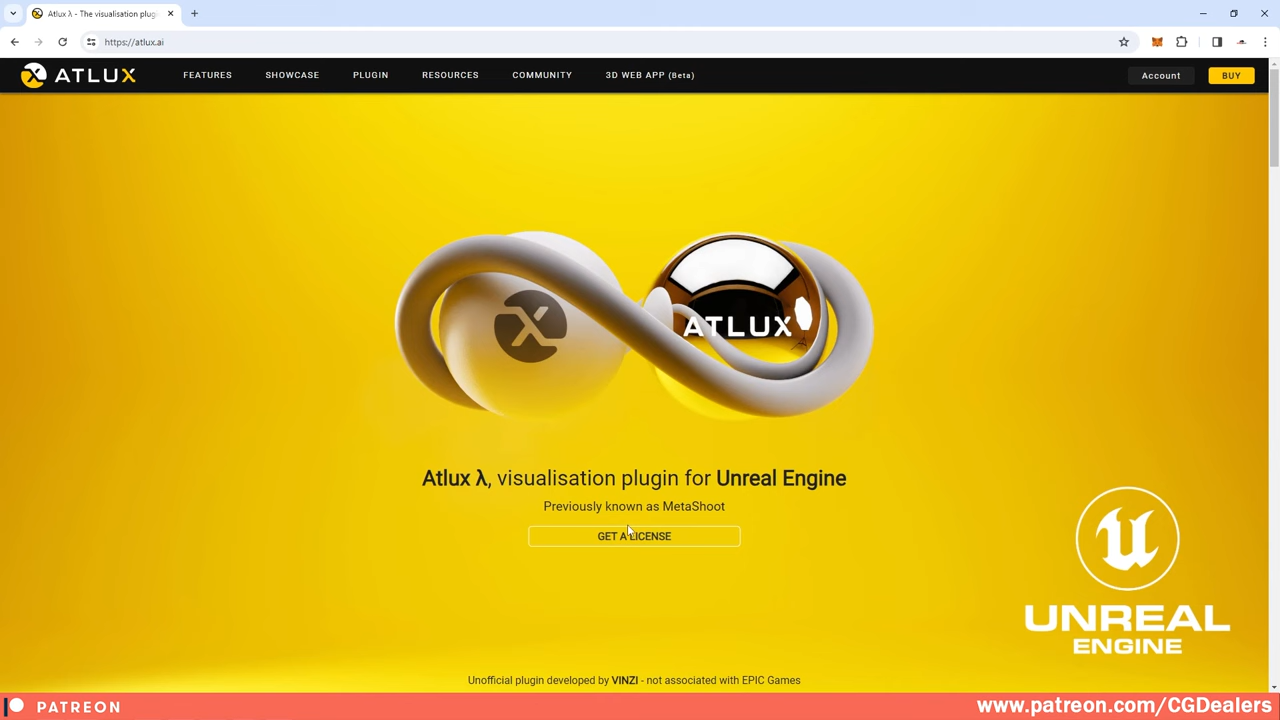 Atlux λ - The visualisation plug
https://atlux.ai
ATLUX
FEATURES
SHOWCASE
PLUGIN
RESOURCES
COMMUNITY
3D WEB APP (Beta)
Account
BUY
ATLUX
Atlux λ, visualisation plugin for Unreal Engine
Previously known as MetaShoot
GET A LICENSE
UNREAL
ENGINE
Unofficial plugin developed by VINZI - not associated with EPIC Games
PATREON
www.patreon.com/CGDealers